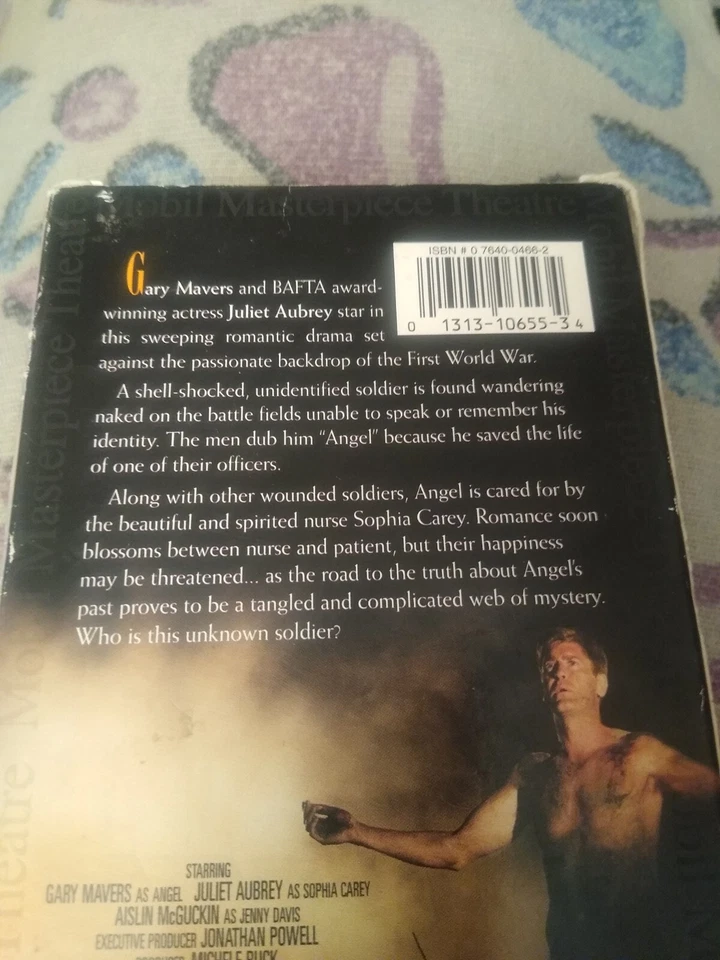 Mobil Masterpiece Theatre
ISBN # 0 7640-0466-2
0 1313-10655-3 4
Gary Mavers and BAFTA award-
winning actress Juliet Aubrey star in
this sweeping romantic drama set
against the passionate backdrop of the First World War.
A shell-shocked, unidentified soldier is found wandering
naked on the battle fields unable to speak or remember his
identity. The men dub him "Angel" because he saved the life
of one of their officers.
Along with other wounded soldiers, Angel is cared for by
the beautiful and spirited nurse Sophia Carey. Romance soon
blossoms between nurse and patient, but their happiness
may be threatened... as the road to the truth about Angel's
past proves to be a tangled and complicated web of mystery.
Who is this unknown soldier?
STARRING
GARY MAVERS AS ANGEL JULIET AUBREY AS SOPHIA CAREY
AISLIN McGUCKIN AS JENNY DAVIS
EXECUTIVE PRODUCER JONATHAN POWELL
PRODUCER MICHELE BUCK
Masterpiece Theatre